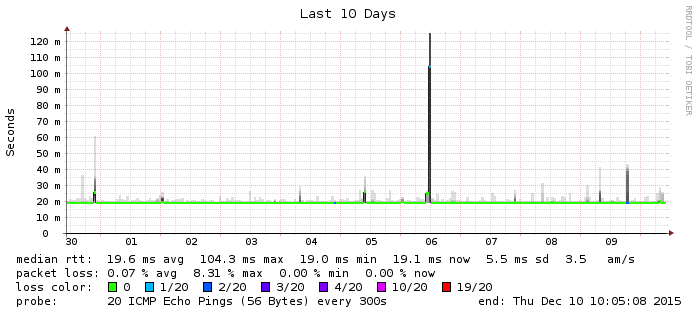 Last 10 Days
RRDTOOL / TOBI OETIKER
Seconds
120 m
110 m
100 m
90 m
80 m
70 m
60 m
50 m
40 m
30 m
20 m
10 m
0
30 01 02 03 04 05 06 07 08 09
median rtt: 19.6 ms avg 104.3 ms max 19.0 ms min 19.1 ms now 5.5 ms sd 3.5 am/s
packet loss: 0.07 % avg 8.31 % max 0.00 % min 0.00 % now
loss color: 0 1/20 2/20 3/20 4/20 10/20 19/20
probe: 20 ICMP Echo Pings (56 Bytes) every 300s end: Thu Dec 10 10:05:08 2015